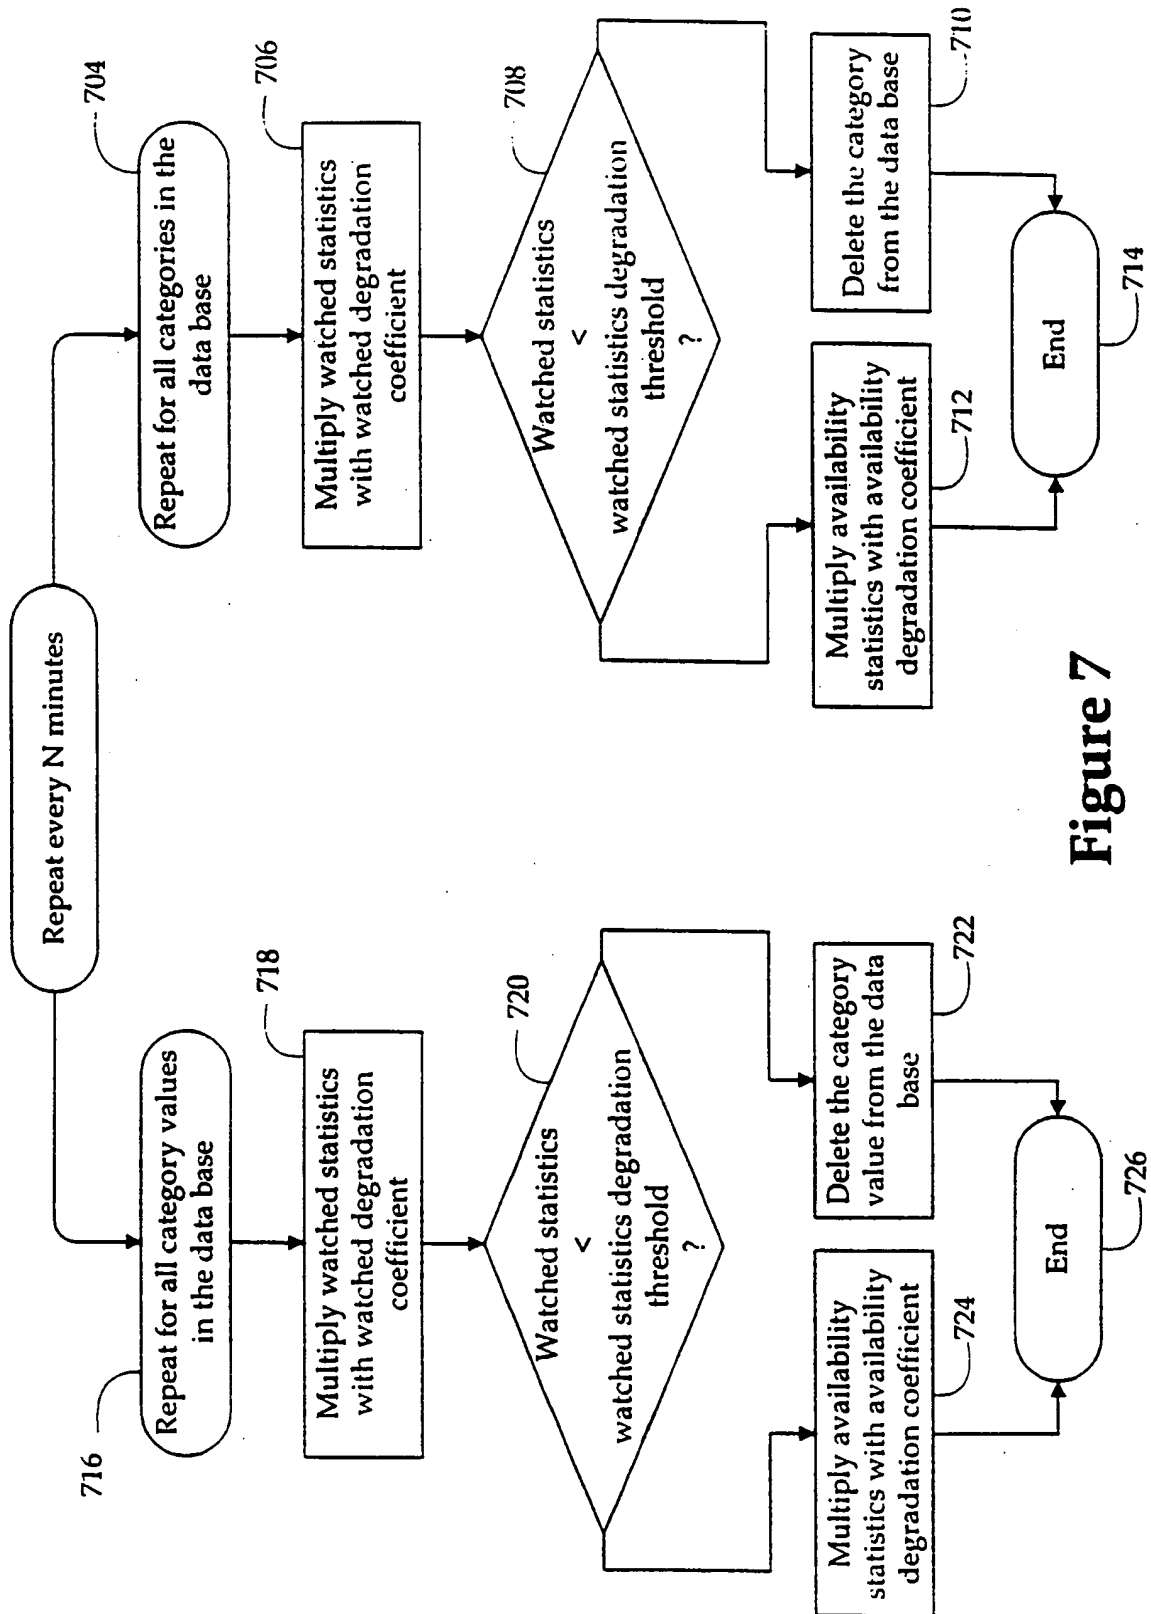 Repeat every N minutes
716
Repeat for all category values
in the data base
718
Multiply watched statistics
with watched degradation
coefficient
720
Watched statistics
<
watched statistics degradation
threshold
?
Multiply availability
statistics with availability
degradation coefficient
724
Delete the category
value from the data
base
722
End
726
704
Repeat for all categories in the
data base
706
Multiply watched statistics
with watched degradation
coefficient
708
Watched statistics
<
watched statistics degradation
threshold
?
Multiply availability
statistics with availability
degradation coefficient
712
Delete the category
from the data base
710
End
714
Figure 7